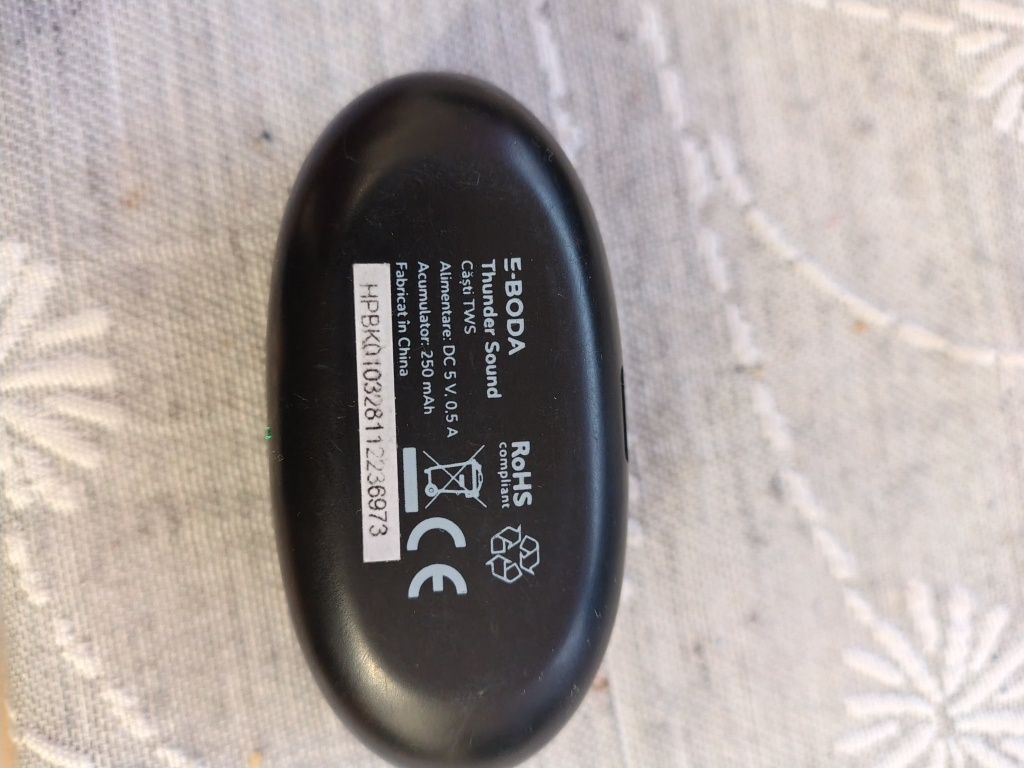 E-BODA
Thunder Sound
Căști TWS
Alimentare: DC 5 V, 0.5 A
Acumulator: 250 mAh
Fabricat în China
HPBK0103281122236973
RoHS
compliant
CE